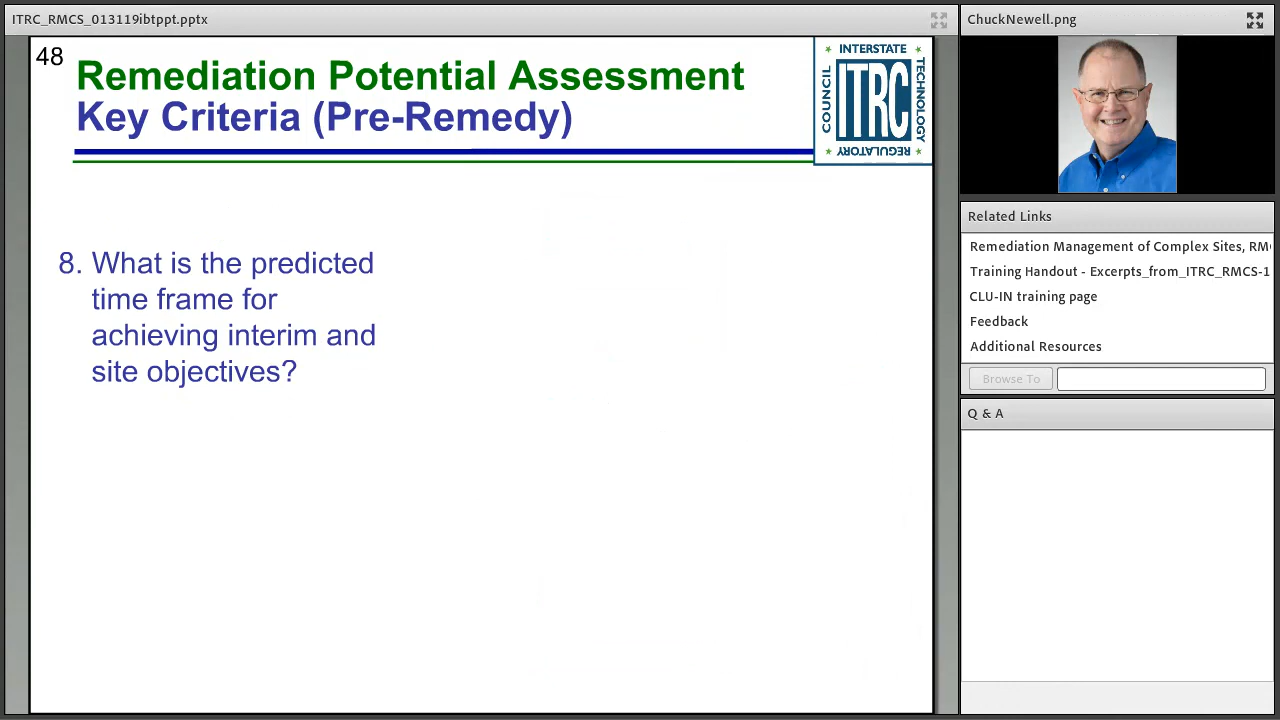 ITRC_RMCS_013119ibtppt.pptx
48
Remediation Potential Assessment
Key Criteria (Pre-Remedy)
INTERSTATE
TECHNOLOGY
REGULATORY
COUNCIL
ITRC
8. What is the predicted
time frame for
achieving interim and
site objectives?
ChuckNewell.png
Related Links
Remediation Management of Complex Sites, RM
Training Handout - Excerpts_from_ITRC_RMCS-1
CLU-IN training page
Feedback
Additional Resources
Browse To
Q & A